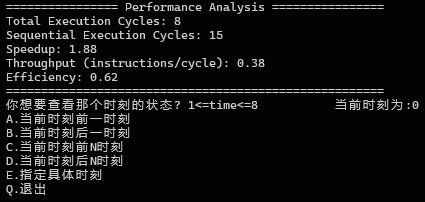 ================ Performance Analysis ================
Total Execution Cycles: 8
Sequential Execution Cycles: 15
Speedup: 1.88
Throughput (instructions/cycle): 0.38
Efficiency: 0.62
======================================================
你想要查看那个时刻的状态? 1<=time<=8 当前时刻为:0
A.当前时刻前一时刻
B.当前时刻后一时刻
C.当前时刻前N时刻
D.当前时刻后N时刻
E.指定具体时刻
Q.退出